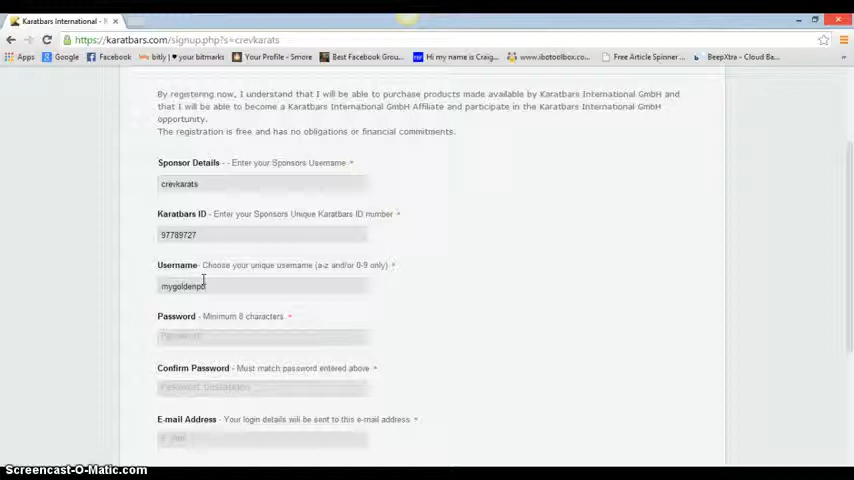 Karatbars International - K
https://karatbars.com/signup.php?s=crevkarats
Apps Google Facebook bitly | ♥ your bitmarks Your Profile - Smore Best Facebook Grou... Hi my name is Craig... www.ibotoolbox.co... Free Article Spinner ... BeepXtra - Cloud Ba...
By registering now, I understand that I will be able to purchase products made available by Karatbars International GmbH and
that I will be able to become a Karatbars International GmbH Affiliate and participate in the Karatbars International GmbH
opportunity.
The registration is free and has no obligations or financial commitments.
Sponsor Details - - Enter your Sponsors Username *
crevkarats
Karatbars ID - Enter your Sponsors Unique Karatbars ID number *
97789727
Username- Choose your unique username (a-z and/or 0-9 only) *
Password - Minimum 8 characters *
Password
Confirm Password - Must match password entered above *
E-mail Address - Your login details will be sent to this e-mail address *
Screencast-O-Matic.com